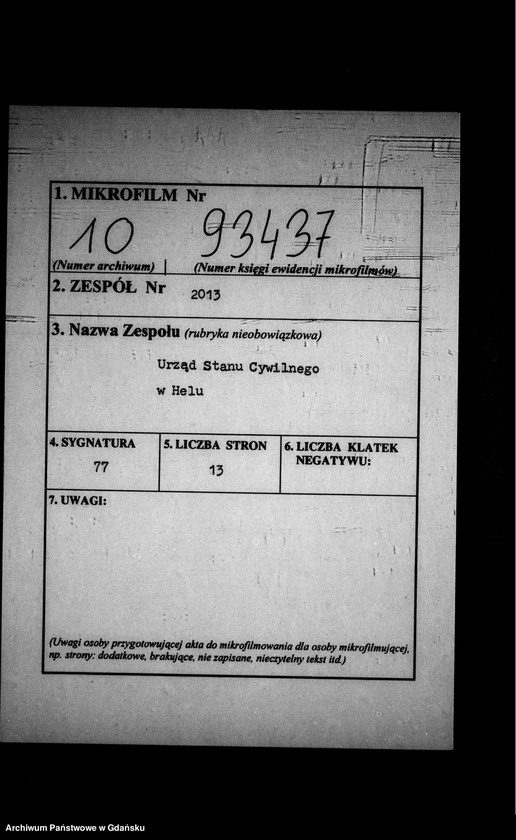 1. MIKROFILM Nr
10 93437
(Numer archiwum) (Numer księgi ewidencji mikrofilmów)
2. ZESPÓŁ Nr 2013
3. Nazwa Zespołu (rubryka nieobowiązkowa)
Urząd Stanu Cywilnego
w Helu
4. SYGNATURA
77
5. LICZBA STRON
13
6. LICZBA KLATEK
NEGATYWU:
7. UWAGI:
(Uwagi osoby przygotowującej akta do mikrofilmowania dla osoby mikrofilmującej,
np. strony: dodatkowe, brakujące, nie zapisane, nieczytelny tekst itd.)
Archiwum Państwowe w Gdańsku